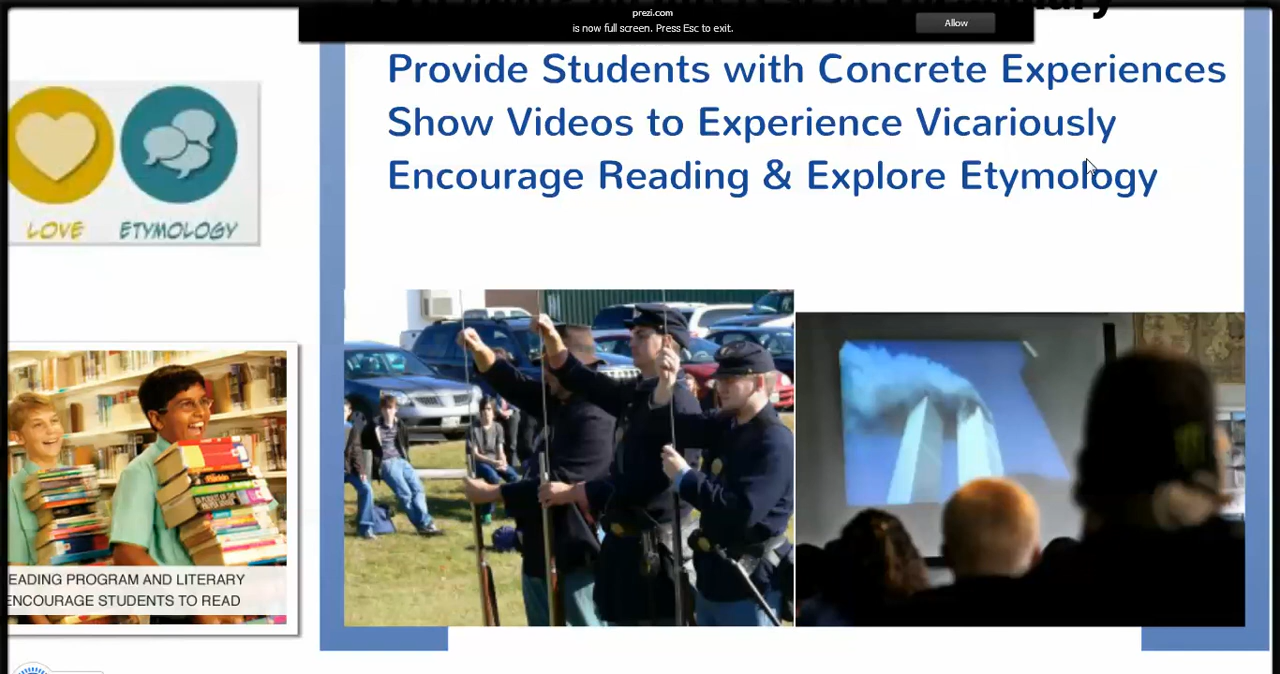 prezi.com
is now full screen. Press Esc to exit.
Allow
Provide Students with Concrete Experiences
Show Videos to Experience Vicariously
Encourage Reading & Explore Etymology
LOVE
ETYMOLOGY
EADING PROGRAM AND LITERARY
ENCOURAGE STUDENTS TO READ